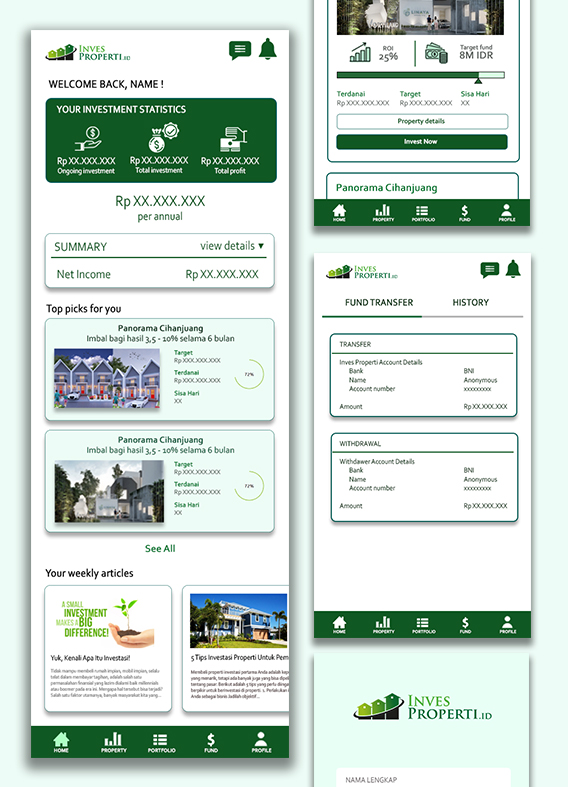 INVES
PROPERTI.ID
WELCOME BACK, NAME !
YOUR INVESTMENT STATISTICS
Rp XX.XXX.XXX
Ongoing investment
Rp XX.XXX.XXX
Total investment
Rp XX.XXX.XXX
Total profit
Rp XX.XXX.XXX
per annual
SUMMARY
view details ▼
Net Income
Rp XX.XXX.XXX
Top picks for you
Panorama Cihanjuang
Imbal bagi hasil 3,5 - 10% selama 6 bulan
Target
Rp XXX.XXX.XXX
Terdanai
Rp XXX.XXX.XXX
Sisa Hari
XX
72%
Panorama Cihanjuang
Imbal bagi hasil 3,5 - 10% selama 6 bulan
Target
Rp XXX.XXX.XXX
Terdanai
Rp XXX.XXX.XXX
Sisa Hari
XX
72%
See All
Your weekly articles
A SMALL
INVESTMENT
MAKES A BIG
DIFFERENCE!
Yuk, Kenali Apa Itu Investasi!
5 Tips Investasi Properti Untuk Pem
HOME
PROPERTY
PORTFOLIO
FUND
PROFILE
ROI
25%
Target fund
8M IDR
Terdanai
Rp XXX.XXX.XXX
Target
Rp XXX.XXX.XXX
Sisa Hari
XX
Property details
Invest Now
Panorama Cihanjuang
HOME
PROPERTY
PORTFOLIO
FUND
PROFILE
INVES
PROPERTI.ID
FUND TRANSFER
HISTORY
TRANSFER
Inves Properti Account Details
Bank
BNI
Name
Anonymous
Account number
xxxxxxxxx
Amount
Rp XX.XXX.XXX
WITHDRAWAL
Withdawer Account Details
Bank
BNI
Name
Anonymous
Account number
xxxxxxxxx
Amount
Rp XX.XXX.XXX
HOME
PROPERTY
PORTFOLIO
FUND
PROFILE
INVES
PROPERTI.ID
NAMA LENGKAP